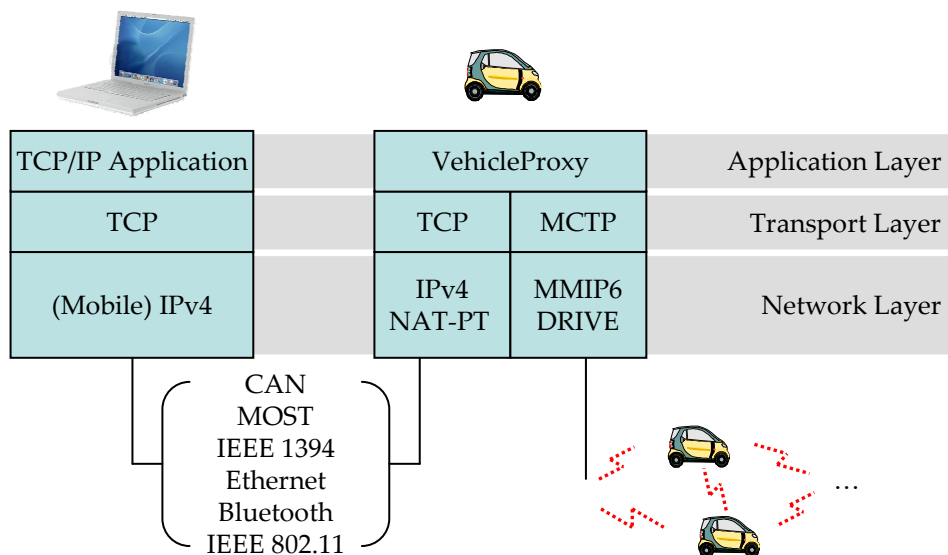 TCP/IP Application
VehicleProxy
Application Layer
TCP
TCP
MCTP
Transport Layer
(Mobile) IPv4
IPv4
NAT-PT
MMIP6
DRIVE
Network Layer
CAN
MOST
IEEE 1394
Ethernet
Bluetooth
IEEE 802.11
...